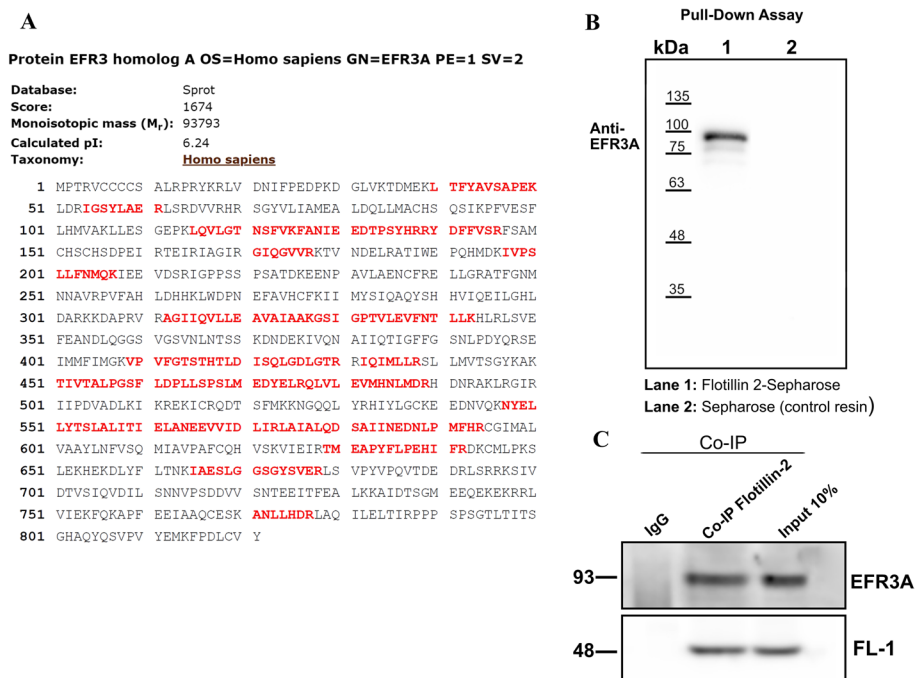 A
Protein EFR3 homolog A OS=Homo sapiens GN=EFR3A PE=1 SV=2
Database: Sprot
Score: 1674
Monoisotopic mass (Mr): 93793
Calculated pI: 6.24
Taxonomy: Homo sapiens
1 MPTRVCCCCS ALRPRYKRLV DNIFPEDPKD GLVKTDMEKL TFYAVSAPEK
51 LDRIGSYLAE RLSRDVVRHR SGYVLIAMEA LDQLLMACHS QSIKPFVESF
101 LHMVAKLLES GEPKLQVLGT NSFVKFANIE EDTPSYHRRY DFFVSRFSAM
151 CHSCHSDPEI RTEIRIAGIR GIQGVVRKTV NDELRATIWE PQHMDKIVPS
201 LLFNMQKIEE VDSRIGPPSS PSATDKEENP AVLAENCFRE LLGRATFGNM
251 NNAVRPVFAH LDHHKLWDPN EFAVHCFKII MYSIQAQYSH HVIQEILGHL
301 DARKKDAPRV RAGIIQVLLE AVAIAAKGSI GPTVLEVFNT LLKHLRLSVE
351 FEANDLQGGS VGSVNLNTSS KDNDEKIVQN AIIQTIGFFG SNLPDYQRSE
401 IMMFIMGKVP VFGTSTHTLD ISQLGDLGTR RIQIMLLRSL LMVTSGYKAK
451 TIVTALPGSF LDPLLSPSLM EDYELRQLVL EVMHNLMDRH DNRAKLRGIR
501 IIPDVADLKI KREKICRQDT SFMKKNGQQL YRHIYLGCKE EDNVQKNYEL
551 LYTSLALITI ELANEEVVID LIRLAIALQD SAIINEDNLP MFHRCGIMAL
601 VAAYLNFVSQ MIAVPAFCQH VSKVIEIRTM EAPYFLPEHI FRDKCMLPKS
651 LEKHEKDLYF LTNKIAESLG GSGYSVERLS VPYVPQVTDE DRLSRRKSIV
701 DTVSIQVDIL SNNVPSDDVV SNTEEITFEA LKKAIDTSGM EEQEKEKRRL
751 VIEKFQKAPF EEIAAQCESK ANLLHDRLAQ ILELTIRPPP SPSGTLTITS
801 GHAQYQSVPV YEMKFPDLCV Y
B
Pull-Down Assay
kDa 1 2
135
100
75
63
48
35
Anti-
EFR3A
Lane 1: Flotillin 2-Sepharose
Lane 2: Sepharose (control resin)
C
Co-IP
IgG
Co-IP Flotillin-2
Input 10%
93 EFR3A
48 FL-1